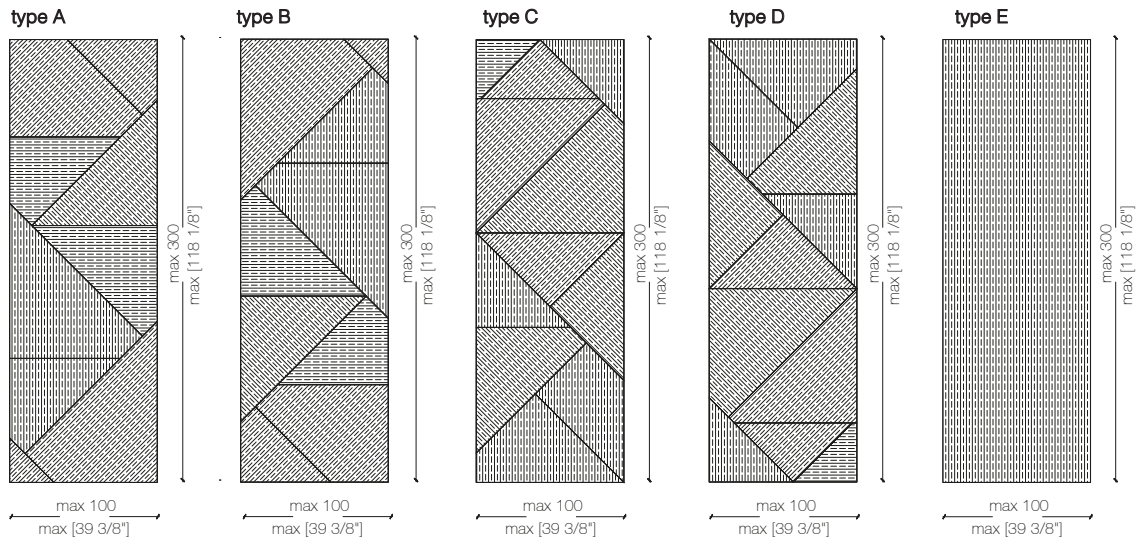 type A
type B
type C
type D
type E
max 300
max [118 1/8"]
max 300
max [118 1/8"]
max 300
max [118 1/8"]
max 300
max [118 1/8"]
max 300
max [118 1/8"]
max 100
max [39 3/8"]
max 100
max [39 3/8"]
max 100
max [39 3/8"]
max 100
max [39 3/8"]
max 100
max [39 3/8"]